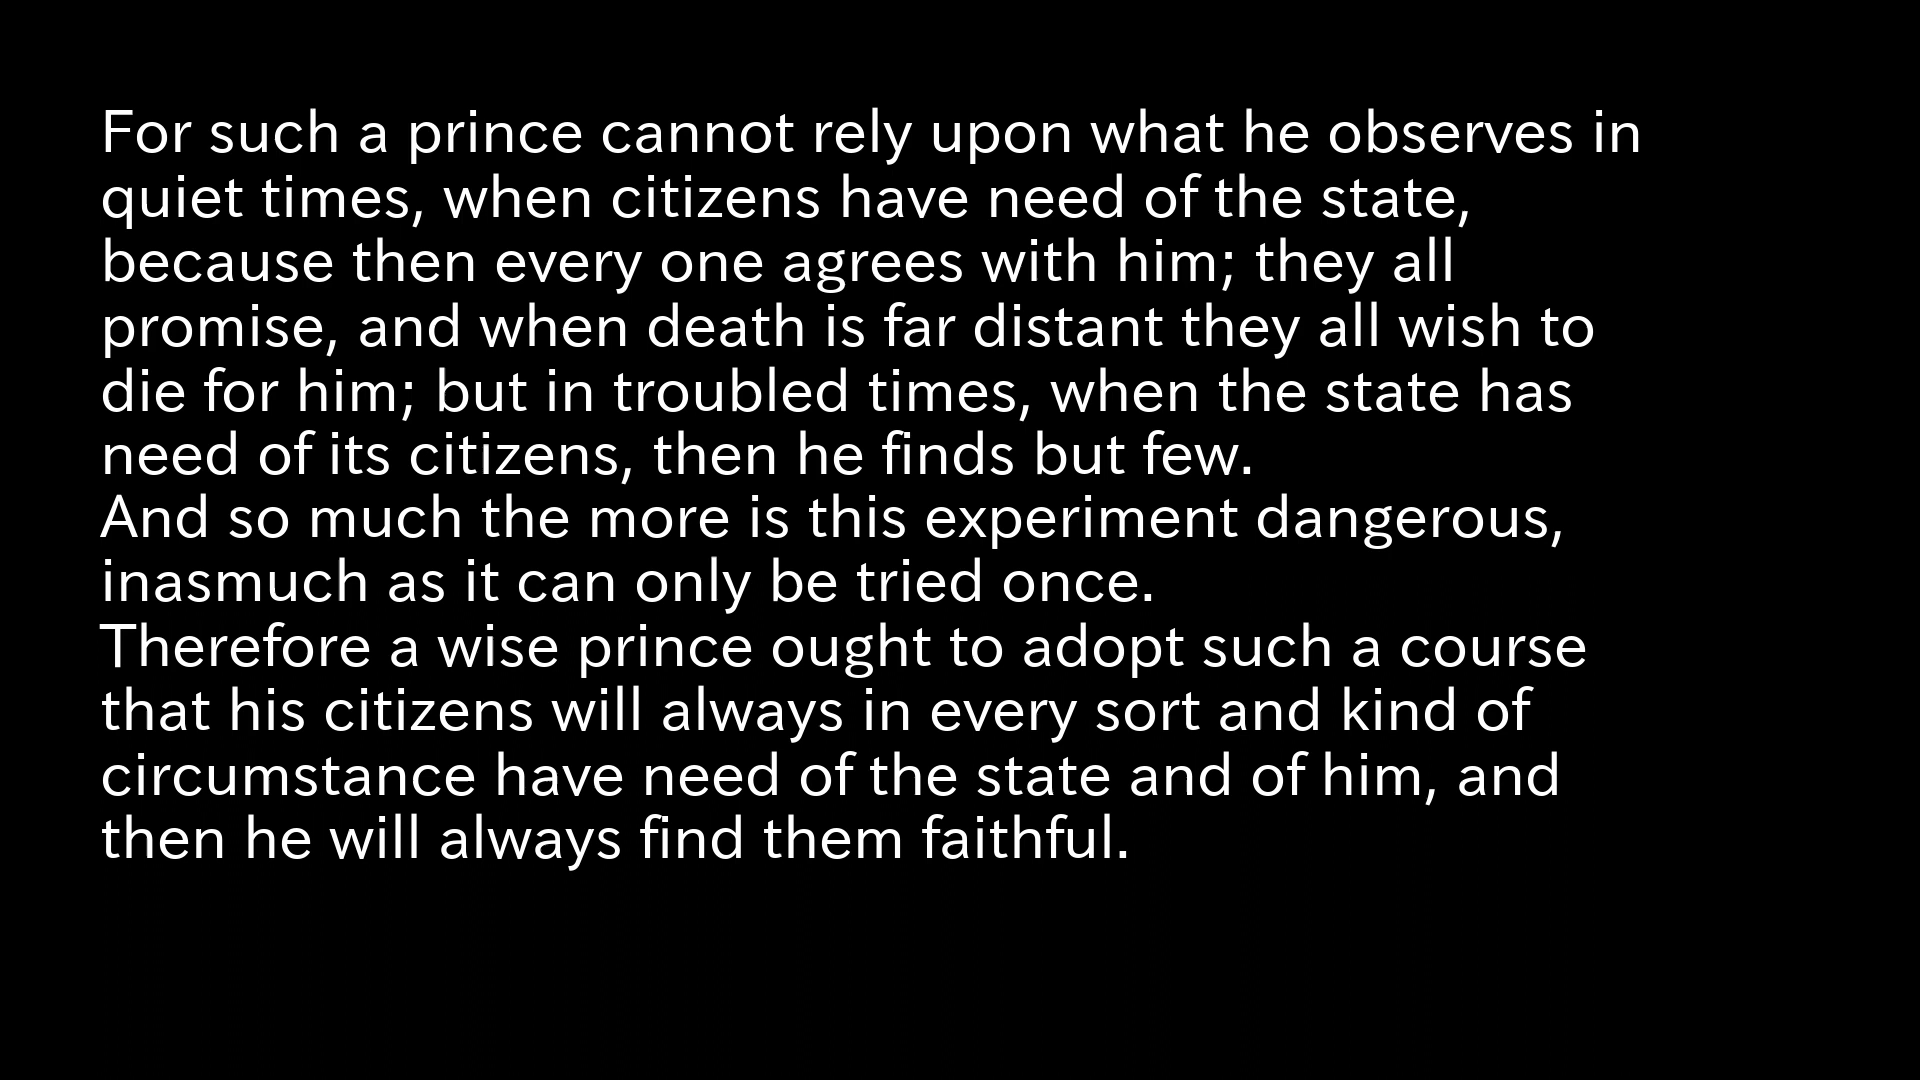 For such a prince cannot rely upon what he observes in
quiet times, when citizens have need of the state,
because then every one agrees with him; they all
promise, and when death is far distant they all wish to
die for him; but in troubled times, when the state has
need of its citizens, then he finds but few.
And so much the more is this experiment dangerous,
inasmuch as it can only be tried once.
Therefore a wise prince ought to adopt such a course
that his citizens will always in every sort and kind of
circumstance have need of the state and of him, and
then he will always find them faithful.